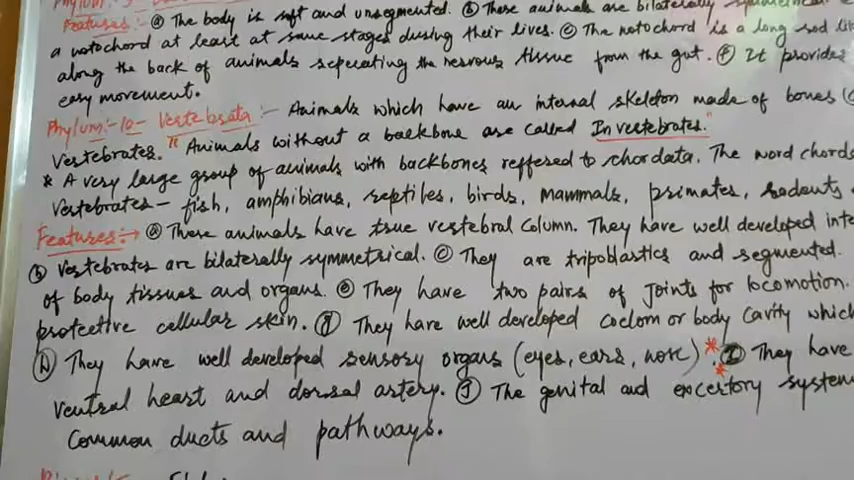 Features :- ⓐ The body is soft and unsegmented. ⓑ These animals are bilaterally
a notochord at least at some stages during their lives. ⓒ The notochord is a long rod
along the back of animals seperating the nervous tissue from the gut. ⓕ It provides
easy movement.
Phylum:-10- Vertebrata :- Animals which have an internal skeleton made of bones
Vertebrates. "Animals without a backbone are called Invertebrates."
* A very large group of animals with backbones reffered to chordata. The word
Vertebrates - fish, amphibians, reptiles, birds, mammals, primates, rodents
Features:→ ⓐ These animals have true vertebral column. They have well developed
ⓑ Vertebrates are bilaterally symmetrical. ⓒ They are tripoblastics and segmented.
of body tissues and organs. ⓔ They have two pairs of Joints for locomotion.
protective cellular skin. ⓖ They have well developed coelom or body cavity which
ⓗ They have well developed sensory organs (eyes, ears, nose) * Ⓘ They have
ventral heart and dorsal artery. Ⓙ The genital and excertory system
Common ducts and pathways.